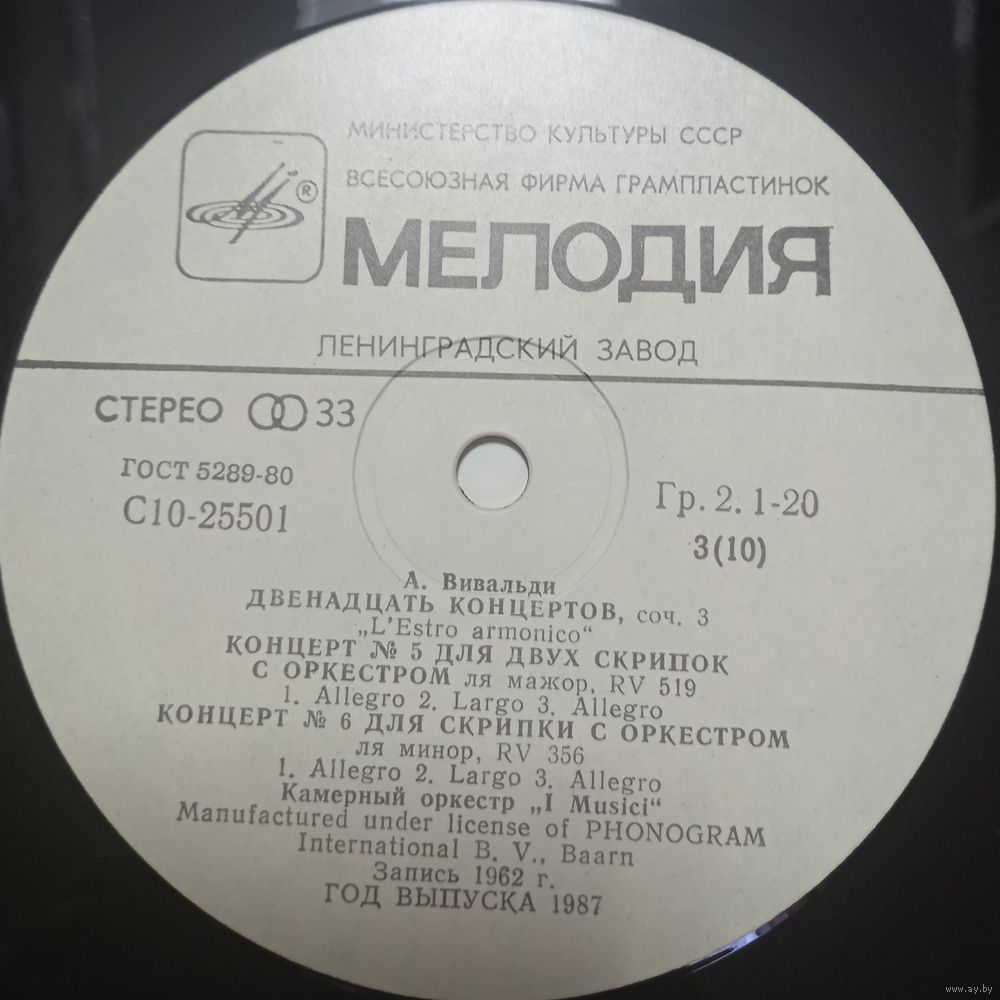 МИНИСТЕРСТВО КУЛЬТУРЫ СССР
ВСЕСОЮЗНАЯ ФИРМА ГРАМПЛАСТИНОК
®
МЕЛОДИЯ
ЛЕНИНГРАДСКИЙ ЗАВОД
СТЕРЕО 33
ГОСТ 5289-80
С10-25501
Гр. 2. 1-20
3(10)
А. Вивальди
ДВЕНАДЦАТЬ КОНЦЕРТОВ, соч. 3
„L'Estro armonico“
КОНЦЕРТ № 5 ДЛЯ ДВУХ СКРИПОК
С ОРКЕСТРОМ ля мажор, RV 519
1. Allegro 2. Largo 3. Allegro
КОНЦЕРТ № 6 ДЛЯ СКРИПКИ С ОРКЕСТРОМ
ля минор, RV 356
1. Allegro 2. Largo 3. Allegro
Камерный оркестр „I Musici“
Manufactured under license of PHONOGRAM
International B. V., Baarn
Запись 1962 г.
ГОД ВЫПУСКА 1987
www.ay.by